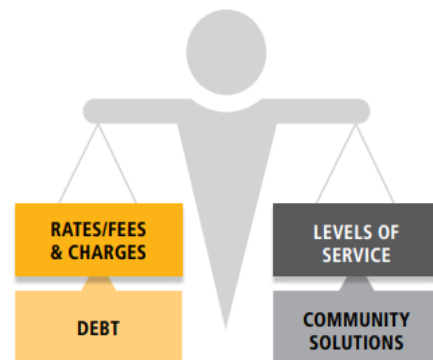 RATES/FEES
& CHARGES
DEBT
LEVELS OF
SERVICE
COMMUNITY
SOLUTIONS